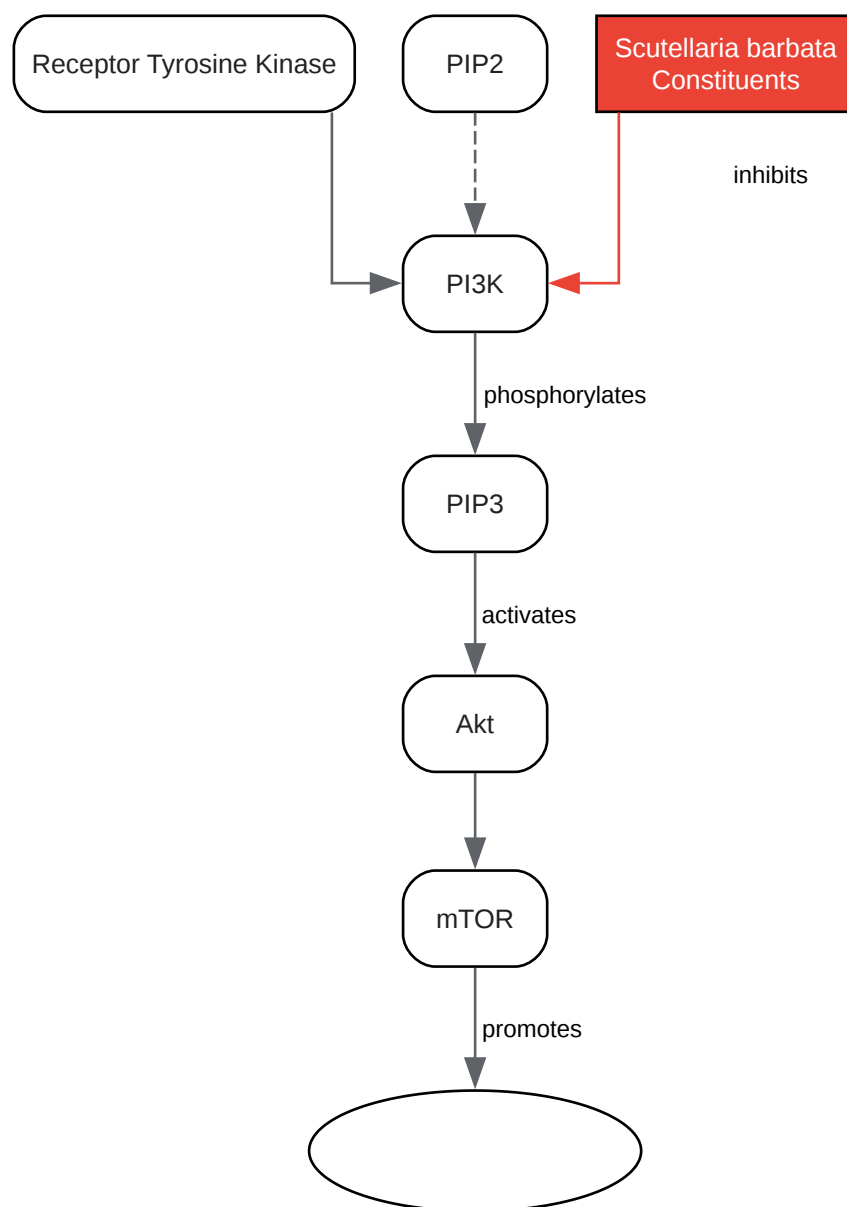 Receptor Tyrosine Kinase
PIP2
Scutellaria barbata
Constituents
inhibits
PI3K
phosphorylates
PIP3
activates
Akt
mTOR
promotes